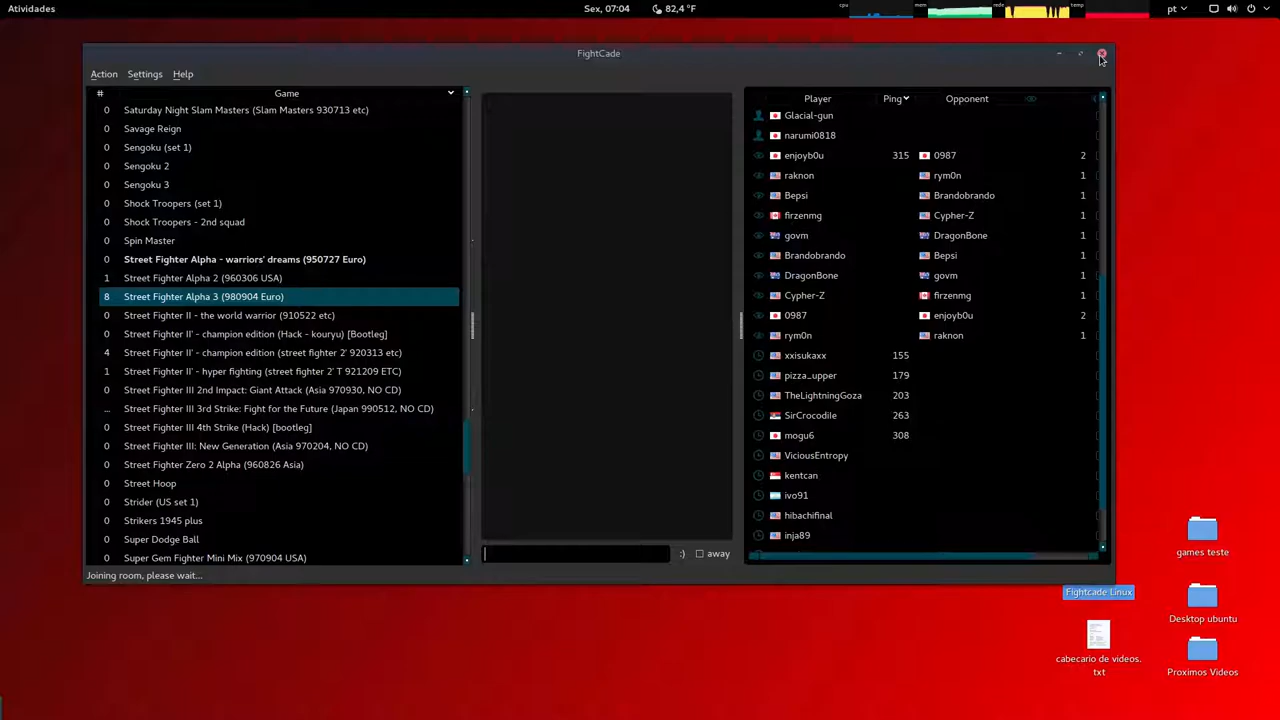 Atividades
Sex, 07:04
82,4 °F
cpu
mem
rede
temp
pt
FightCade
Action Settings Help
# Game
0 Saturday Night Slam Masters (Slam Masters 930713 etc)
0 Savage Reign
0 Sengoku (set 1)
0 Sengoku 2
0 Sengoku 3
0 Shock Troopers (set 1)
0 Shock Troopers - 2nd squad
0 Spin Master
0 Street Fighter Alpha - warriors' dreams (950727 Euro)
1 Street Fighter Alpha 2 (960306 USA)
8 Street Fighter Alpha 3 (980904 Euro)
0 Street Fighter II - the world warrior (910522 etc)
0 Street Fighter II' - champion edition (Hack - kouryu) [Bootleg]
4 Street Fighter II' - champion edition (street fighter 2' 920313 etc)
1 Street Fighter II' - hyper fighting (street fighter 2' T 921209 ETC)
0 Street Fighter III 2nd Impact: Giant Attack (Asia 970930, NO CD)
... Street Fighter III 3rd Strike: Fight for the Future (Japan 990512, NO CD)
0 Street Fighter III 4th Strike (Hack) [bootleg]
0 Street Fighter III: New Generation (Asia 970204, NO CD)
0 Street Fighter Zero 2 Alpha (960826 Asia)
0 Street Hoop
0 Strider (US set 1)
0 Strikers 1945 plus
0 Super Dodge Ball
0 Super Gem Fighter Mini Mix (970904 USA)
Joining room, please wait...
:) away
Player Ping Opponent
Glacial-gun
narumi0818
enjoyb0u 315 0987 2
raknon rym0n 1
Bepsi Brandobrando 1
firzenmg Cypher-Z 1
govm DragonBone 1
Brandobrando Bepsi 1
DragonBone govm 1
Cypher-Z firzenmg 1
0987 enjoyb0u 2
rym0n raknon 1
xxisukaxx 155
pizza_upper 179
TheLightningGoza 203
SirCrocodile 263
mogu6 308
ViciousEntropy
kentcan
ivo91
hibachifinal
inja89
games teste
Fightcade Linux
Desktop ubuntu
cabecario de videos.
txt
Proximos Videos